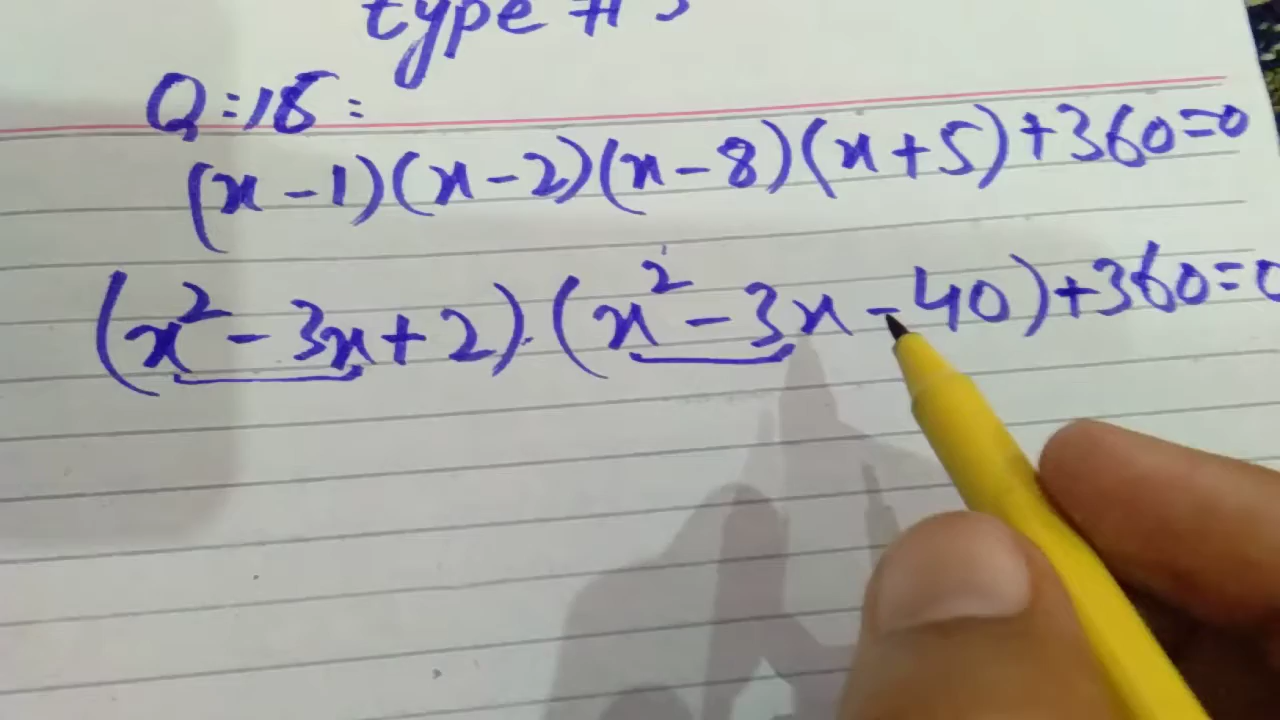 type #3
Q:18:
(x - 1)(x - 2)(x - 8)(x + 5) + 360 = 0
(x² - 3x + 2).(x² - 3x - 40) + 360 = 0